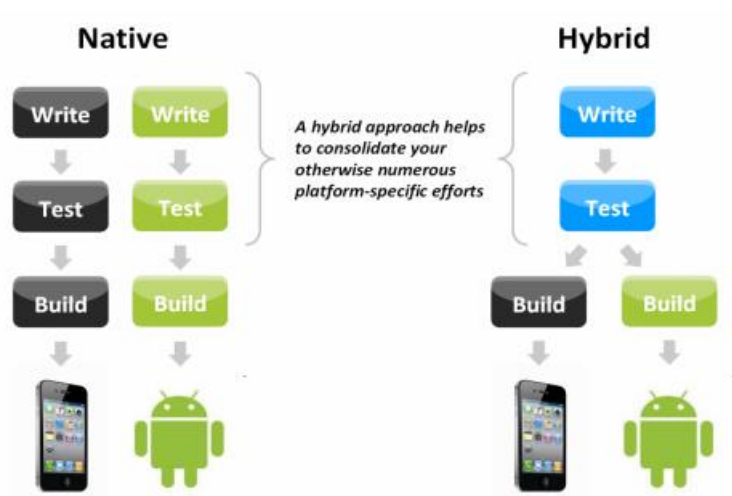 Native
Hybrid
Write
Write
Write
A hybrid approach helps
to consolidate your
otherwise numerous
platform-specific efforts
Test
Test
Test
Build
Build
Build
Build